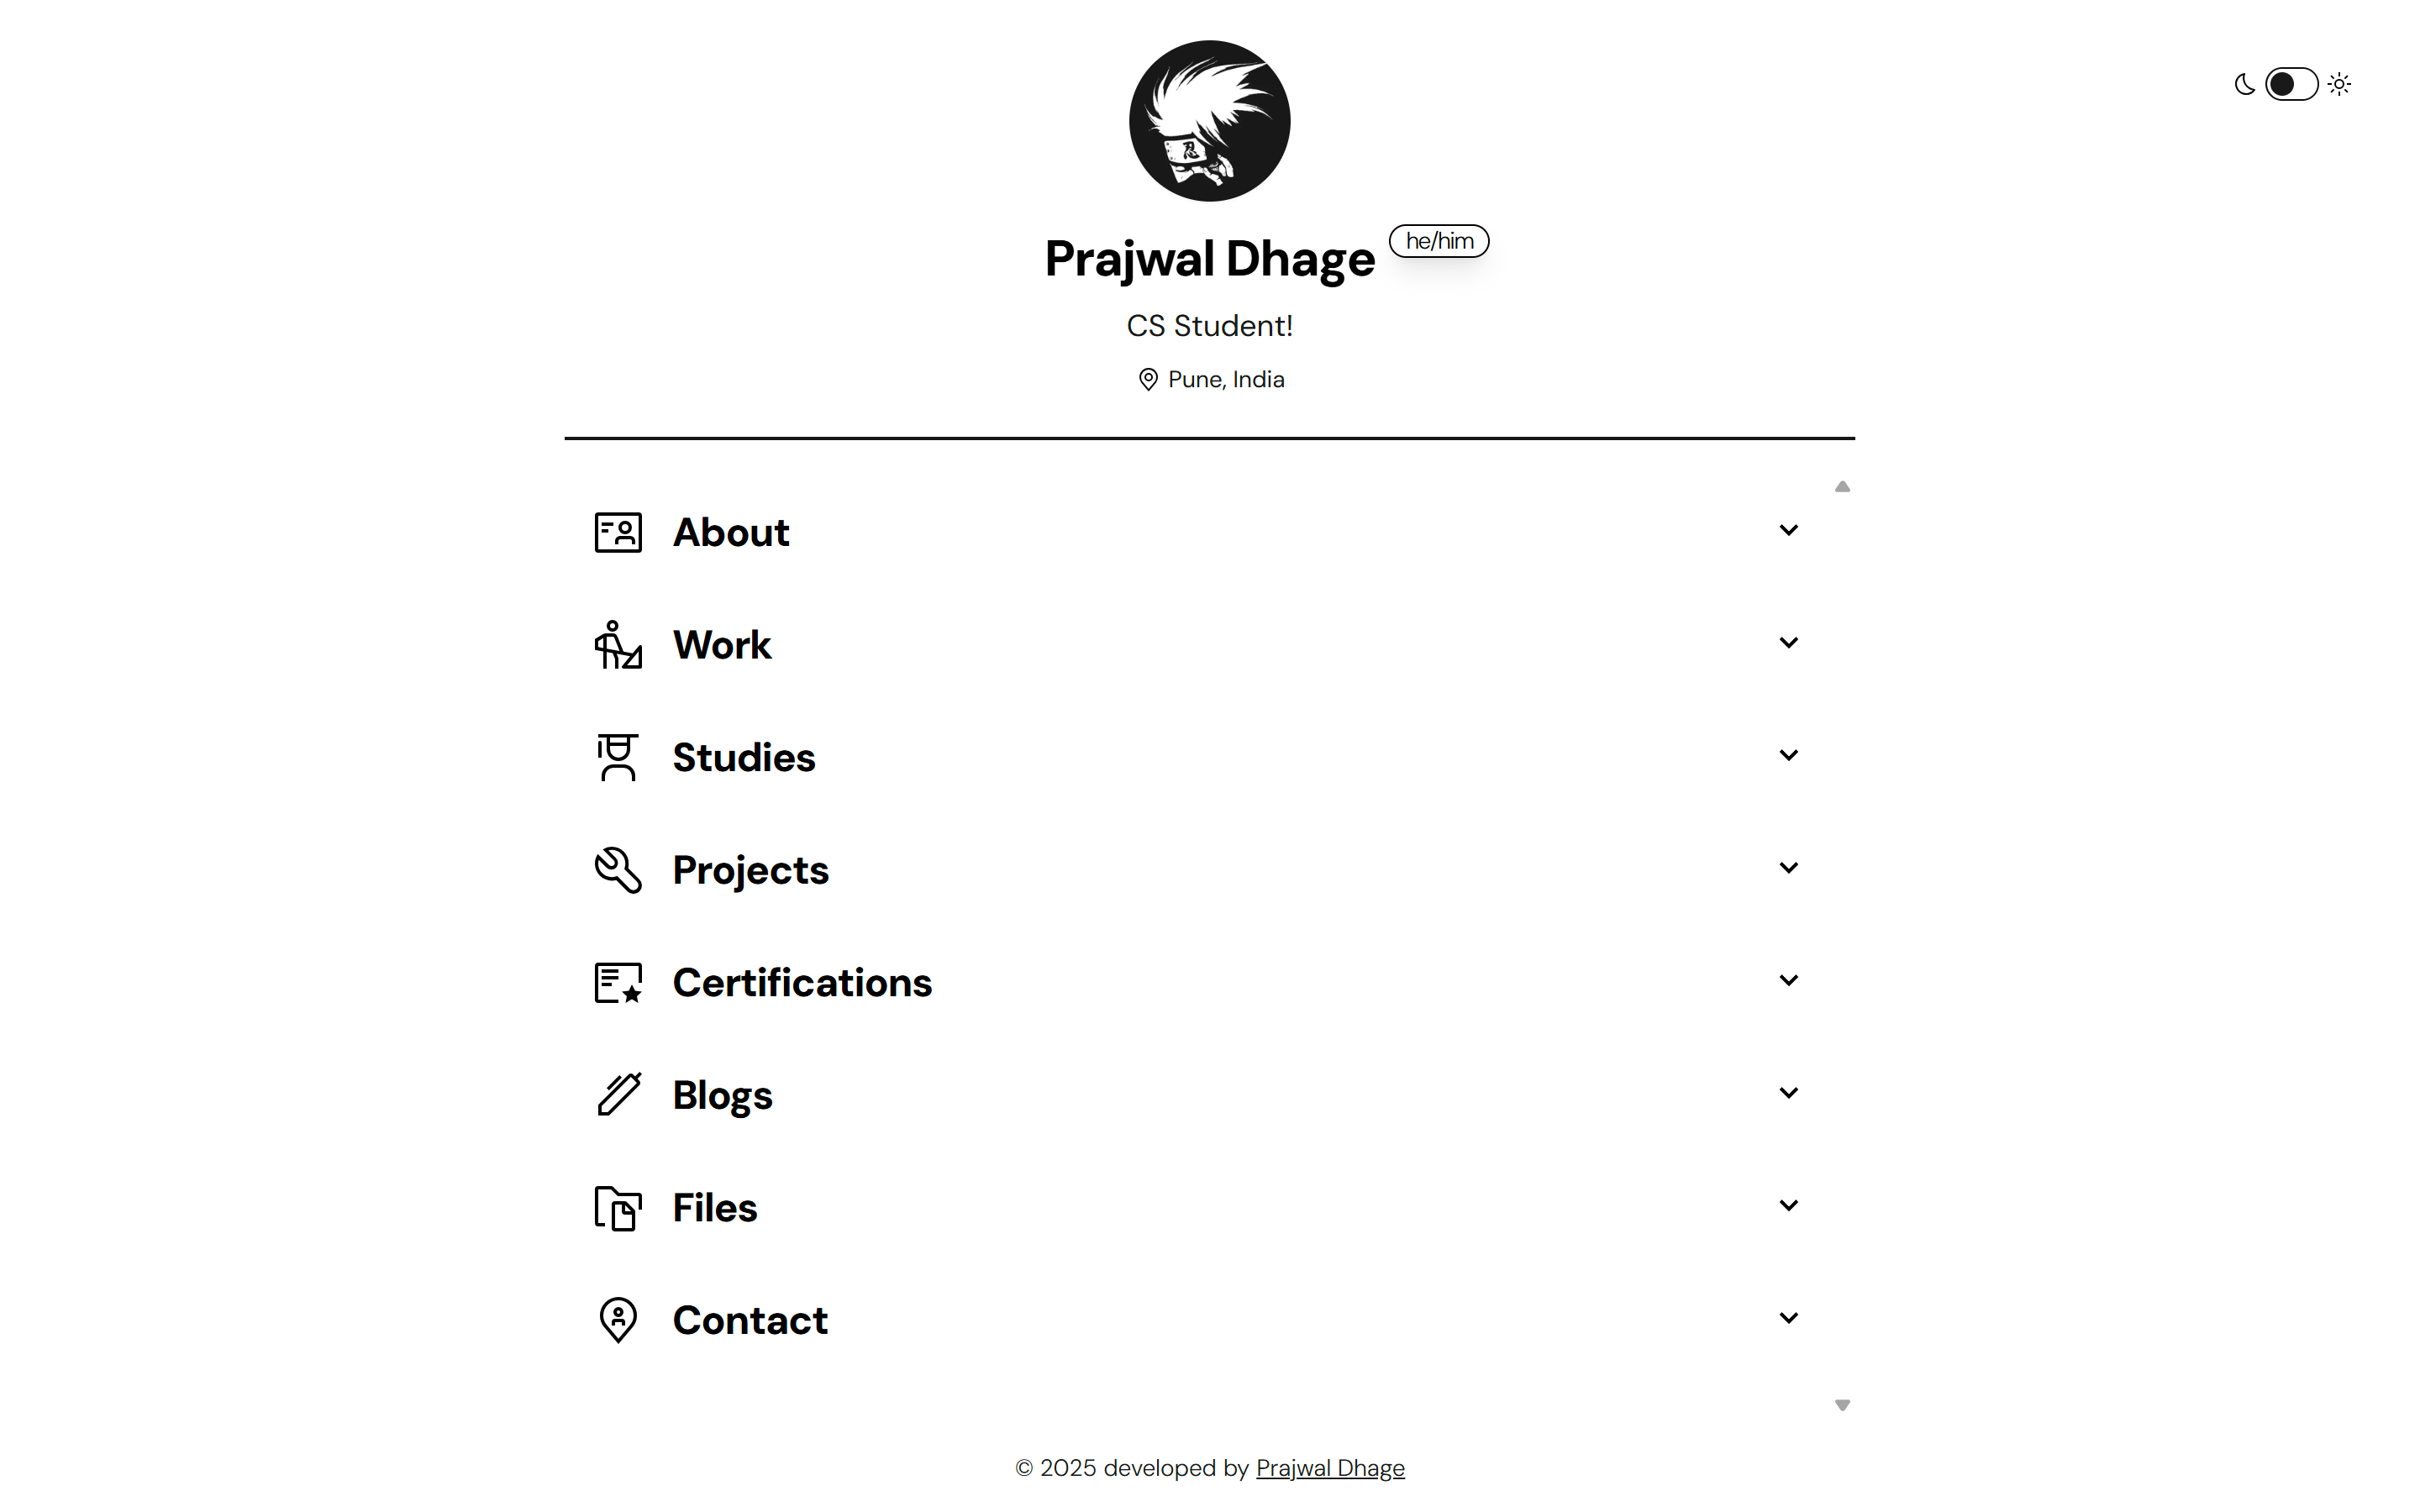 忍
Prajwal Dhage he/him
CS Student!
Pune, India
About
Work
Studies
Projects
Certifications
Blogs
Files
Contact
© 2025 developed by Prajwal Dhage